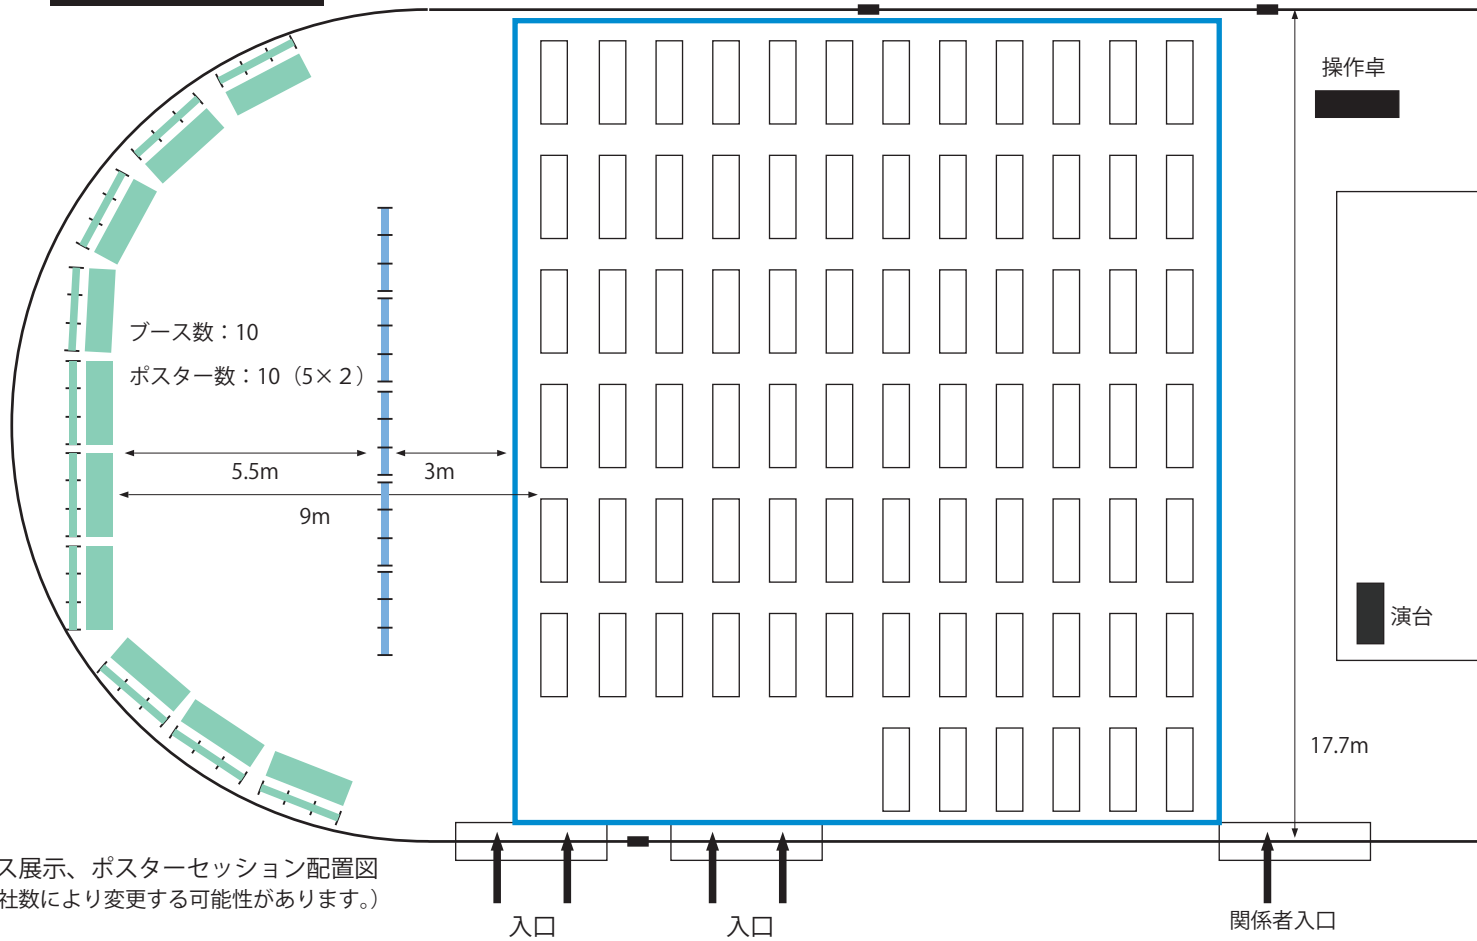 操作卓
ブース数：10
ポスター数：10（5×２）
5.5m
3m
9m
演台
17.7m
ス展示、ポスターセッション配置図
社数により変更する可能性があります。）
入口
入口
関係者入口